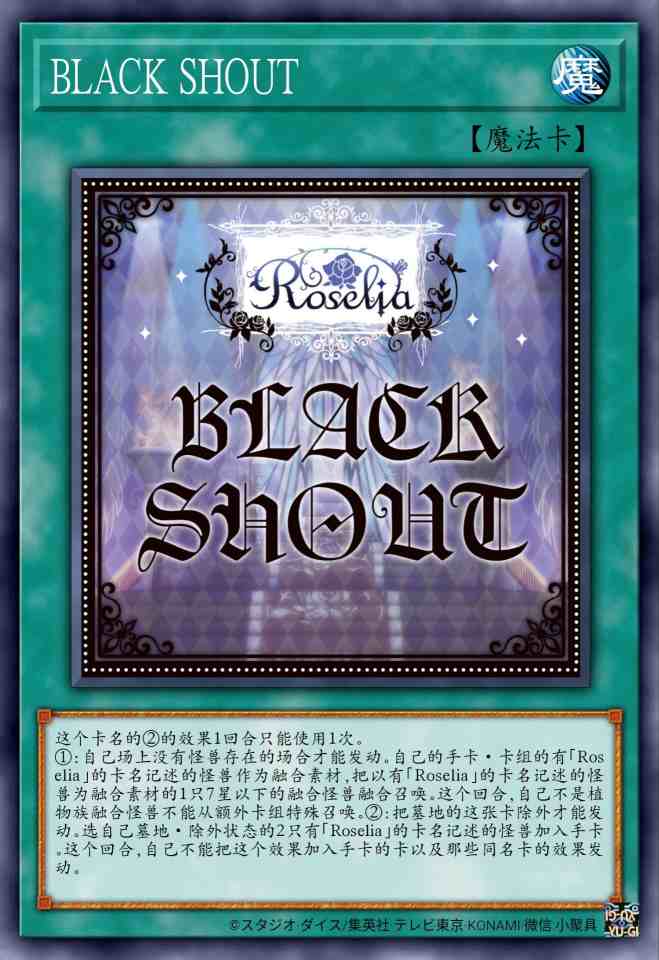 BLACK SHOUT
魔
【魔法卡】
Roselia
BLACK
SHOUT
这个卡名的②的效果1回合只能使用1次。
①:自己场上没有怪兽存在的场合才能发动。自己的手卡·卡组的有「Ros
elia」的卡名记述的怪兽作为融合素材,把以有「Roselia」的卡名记述的怪
兽为融合素材的1只7星以下的融合怪兽融合召唤。这个回合,自己不是植
物族融合怪兽不能从额外卡组特殊召唤。②:把墓地的这张卡除外才能发
动。选自己墓地·除外状态的2只有「Roselia」的卡名记述的怪兽加入手卡
。这个回合,自己不能把这个效果加入手卡的卡以及那些同名卡的效果发
动。
©スタジオ·ダイス/集英社 テレビ東京 KONAMI/微信 小聚具
YU-GI